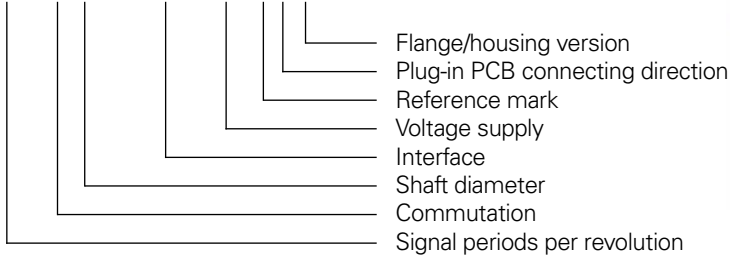 Flange/housing version
Plug-in PCB connecting direction
Reference mark
Voltage supply
Interface
Shaft diameter
Commutation
Signal periods per revolution